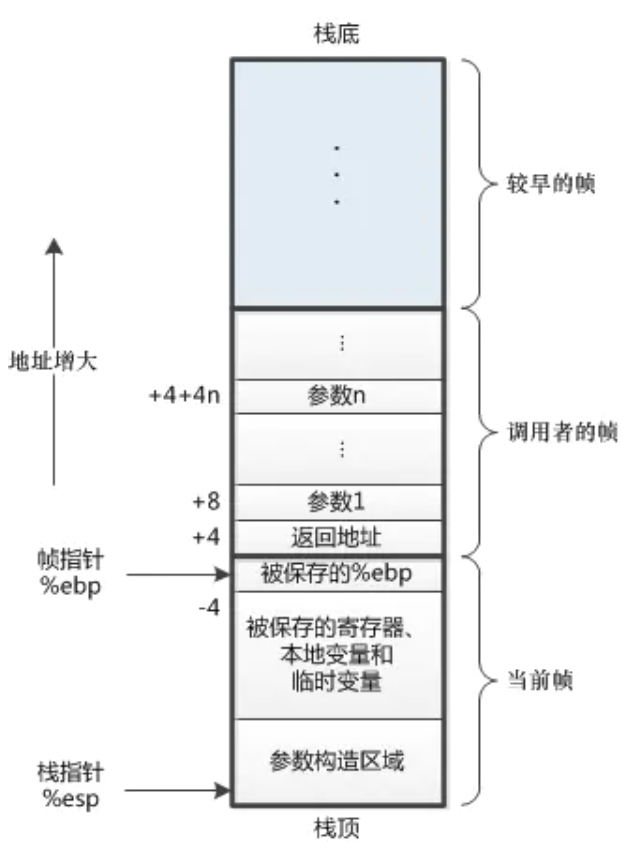 栈底
较早的帧
地址增大
+4+4n
参数n
调用者的帧
+8
参数1
+4
返回地址
帧指针
%ebp
被保存的%ebp
-4
被保存的寄存器、
本地变量和
临时变量
当前帧
参数构造区域
栈指针
%esp
栈顶